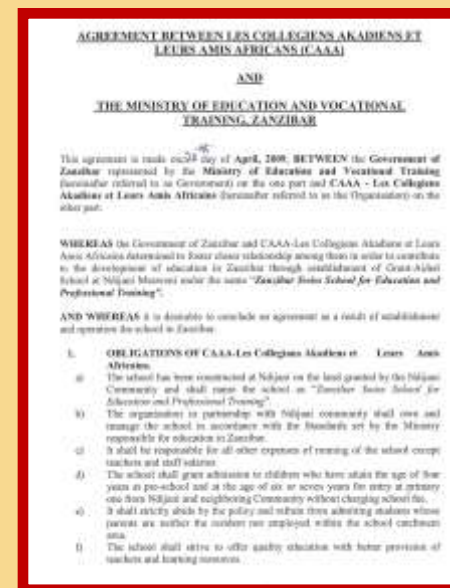 AGREEMENT BETWEEN LES COLLEGIENS AKADIENS ET
LEURS AMIS AFRICANS (CAAA)
AND
THE MINISTRY OF EDUCATION AND VOCATIONAL
TRAINING, ZANZIBAR
This agreement is made on day of April, 2009, BETWEEN the Government of
Zanzibar represented by the Ministry of Education and Vocational Training
(hereinafter referred to as Government) on the one part and CAAA - Les Collegiens
Akadiens et Leurs Amis Africains (hereinafter referred to as the Organisation) on the
other part.
WHEREAS the Government of Zanzibar and CAAA-Les Collegiens Akadiens et Leurs
Amis Africains determined to foster closer relationship among them in order to contribute
to the development of education in Zanzibar through establishment of Grant-Aided
School at Ndijani Mseweni under the name "Zanzibar Swiss School for Education and
Professional Training".
AND WHEREAS it is desirable to conclude an agreement as a result of establishment
and operation the school in Zanzibar.
1. OBLIGATIONS OF CAAA-Les Collegiens Akadiens et Leurs Amis
Africains.
a) The school has been constructed at Ndijani on the land granted by the Ndijani
Community and shall name the school as "Zanzibar Swiss School for
Education and Professional Training".
b) The organization in partnership with Ndijani community shall own and
manage the school in accordance with the Standards set by the Ministry
responsible for education in Zanzibar.
c) It shall be responsible for all other expenses of running of the school except
teachers and staff salaries.
d) The school shall grant admission to children who have attain the age of four
years at pre-school and at the age of six or seven years for entry at primary
one from Ndijani and neighboring Community without charging school fee.
e) It shall strictly abide by the policy and refrain from admitting students whose
parents are neither the resident nor employed within the school catchment
area.
f) The school shall strive to offer quality education with better provision of
teachers and learning resources.